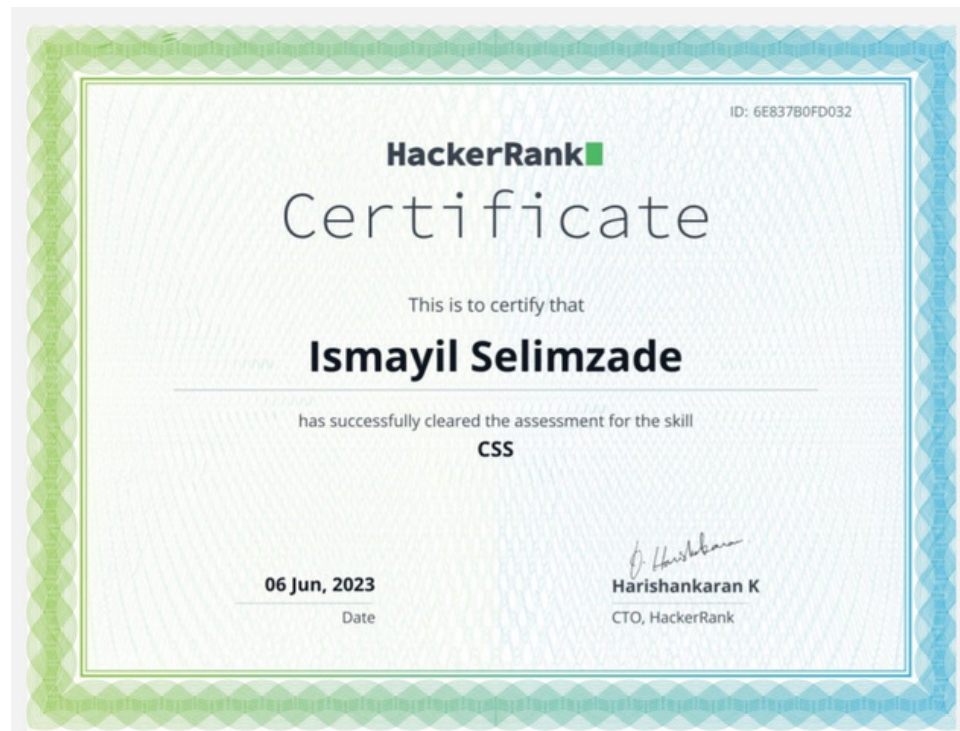 ID: 6E837B0FD032
HackerRank
Certificate
This is to certify that
Ismayil Selimzade
has successfully cleared the assessment for the skill
CSS
06 Jun, 2023
Date
Harishankaran K
CTO, HackerRank